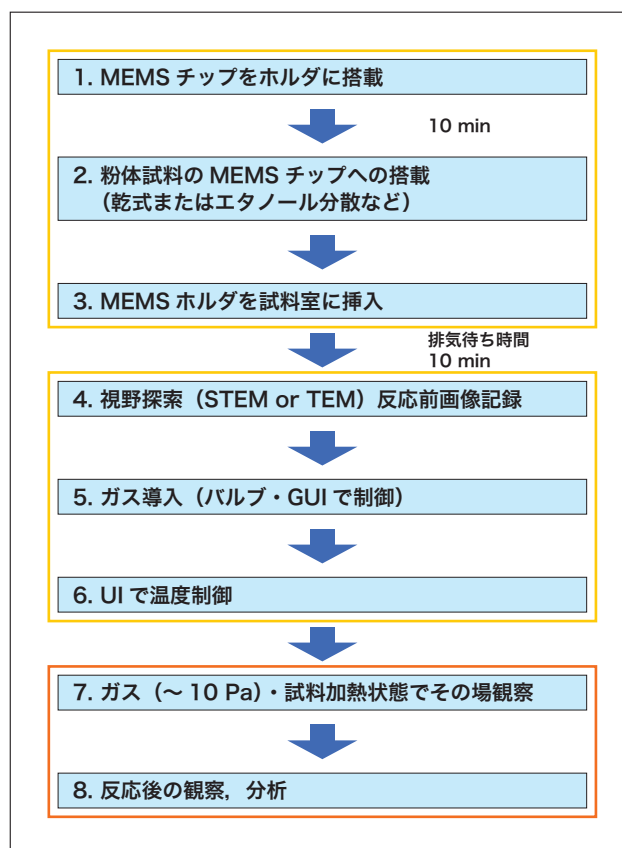 1. MEMS チップをホルダに搭載
10 min
2. 粉体試料の MEMS チップへの搭載
（乾式またはエタノール分散など）
3. MEMS ホルダを試料室に挿入
排気待ち時間
10 min
4. 視野探索（STEM or TEM）反応前画像記録
5. ガス導入（バルブ・GUI で制御）
6. UI で温度制御
7. ガス（～ 10 Pa）・試料加熱状態でその場観察
8. 反応後の観察，分析